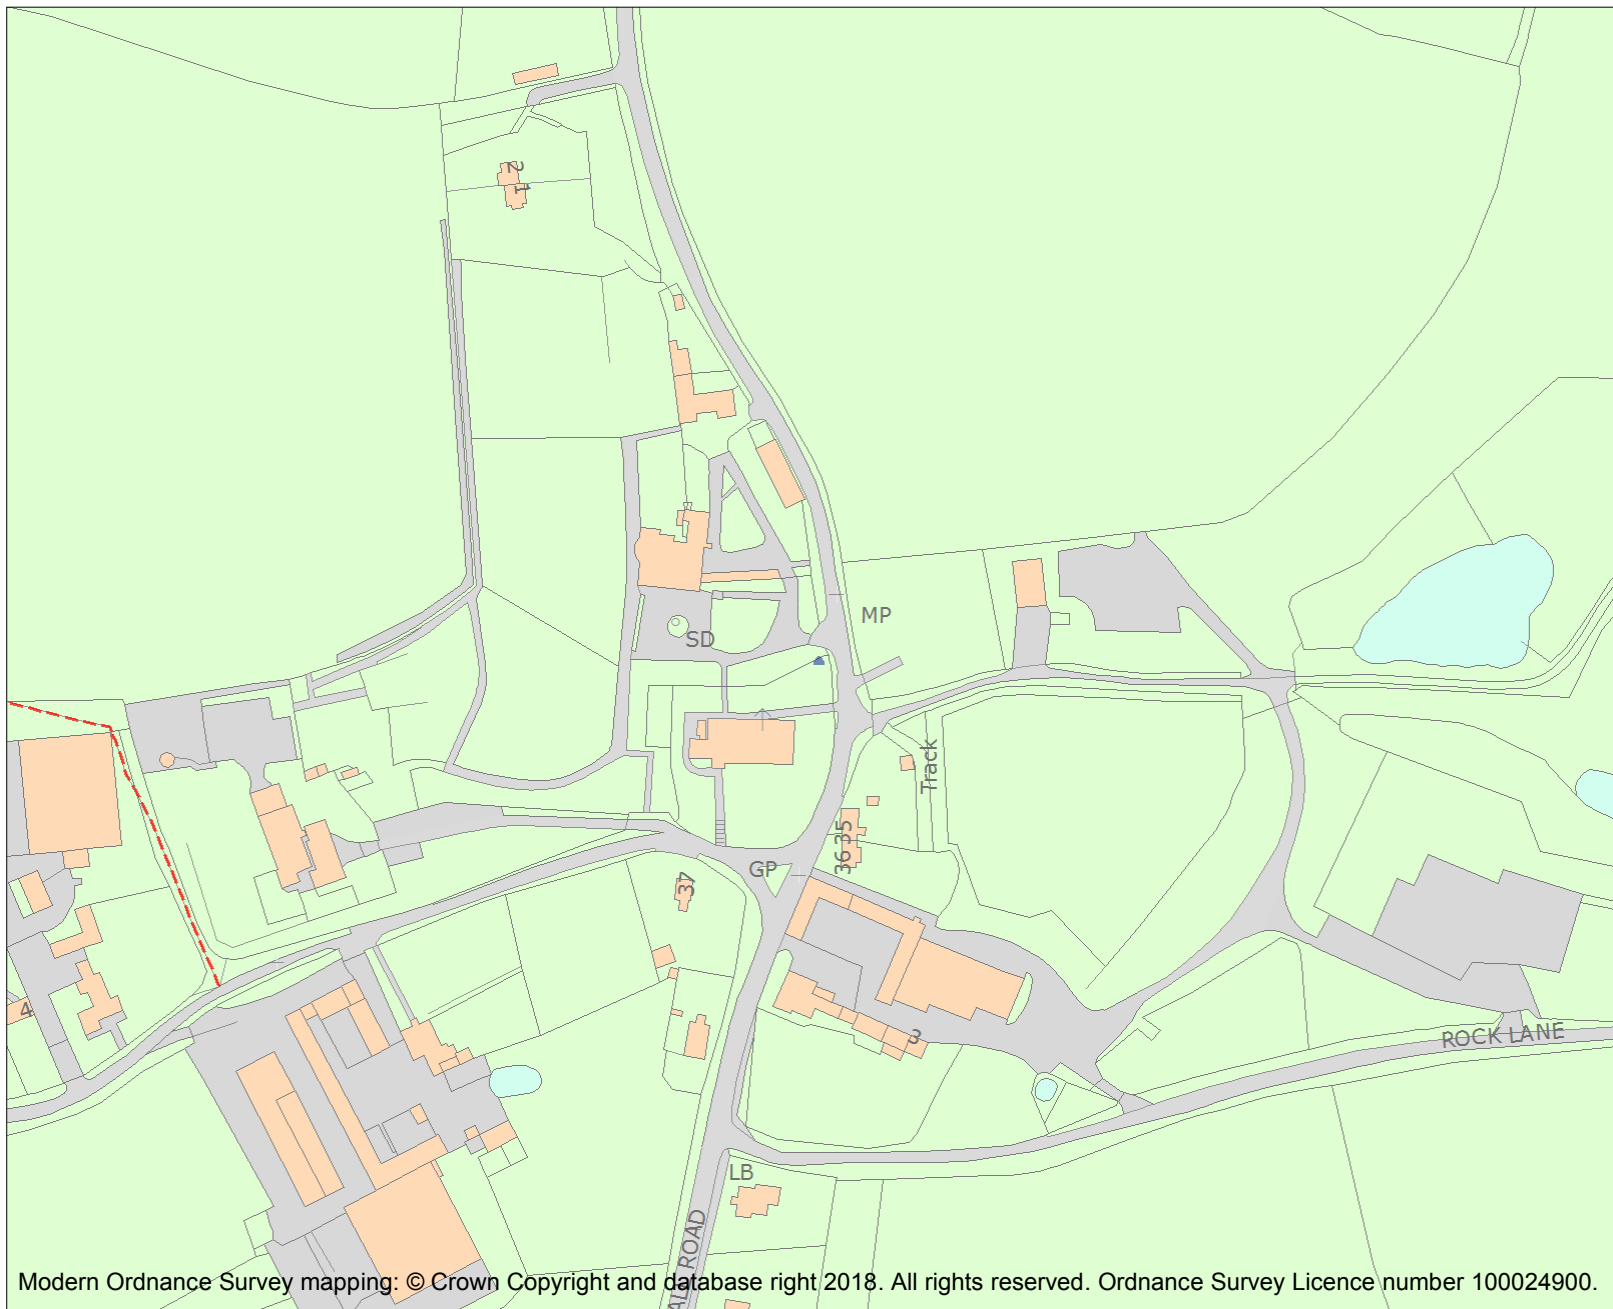 2
1
MP
SD
Track
35
36
GP
37
4
3
ROCK LANE
LB
ROAD
Modern Ordnance Survey mapping: © Crown Copyright and database right 2018. All rights reserved. Ordnance Survey Licence number 100024900.